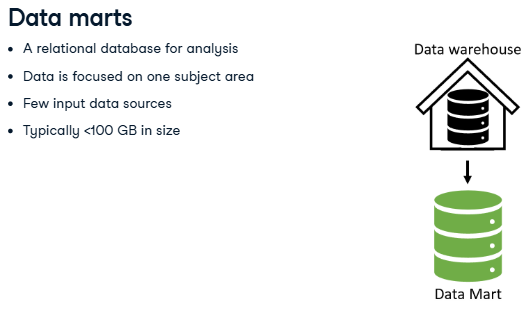 Data marts
• A relational database for analysis
• Data is focused on one subject area
• Few input data sources
• Typically <100 GB in size
Data warehouse
Data Mart